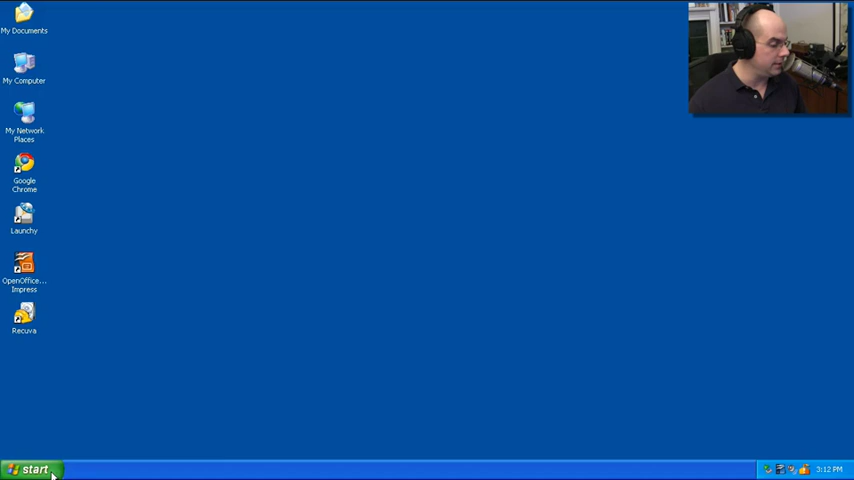 My Documents
My Computer
My Network
Places
Google
Chrome
Launchy
OpenOffice...
Impress
Recuva
start
3:12 PM